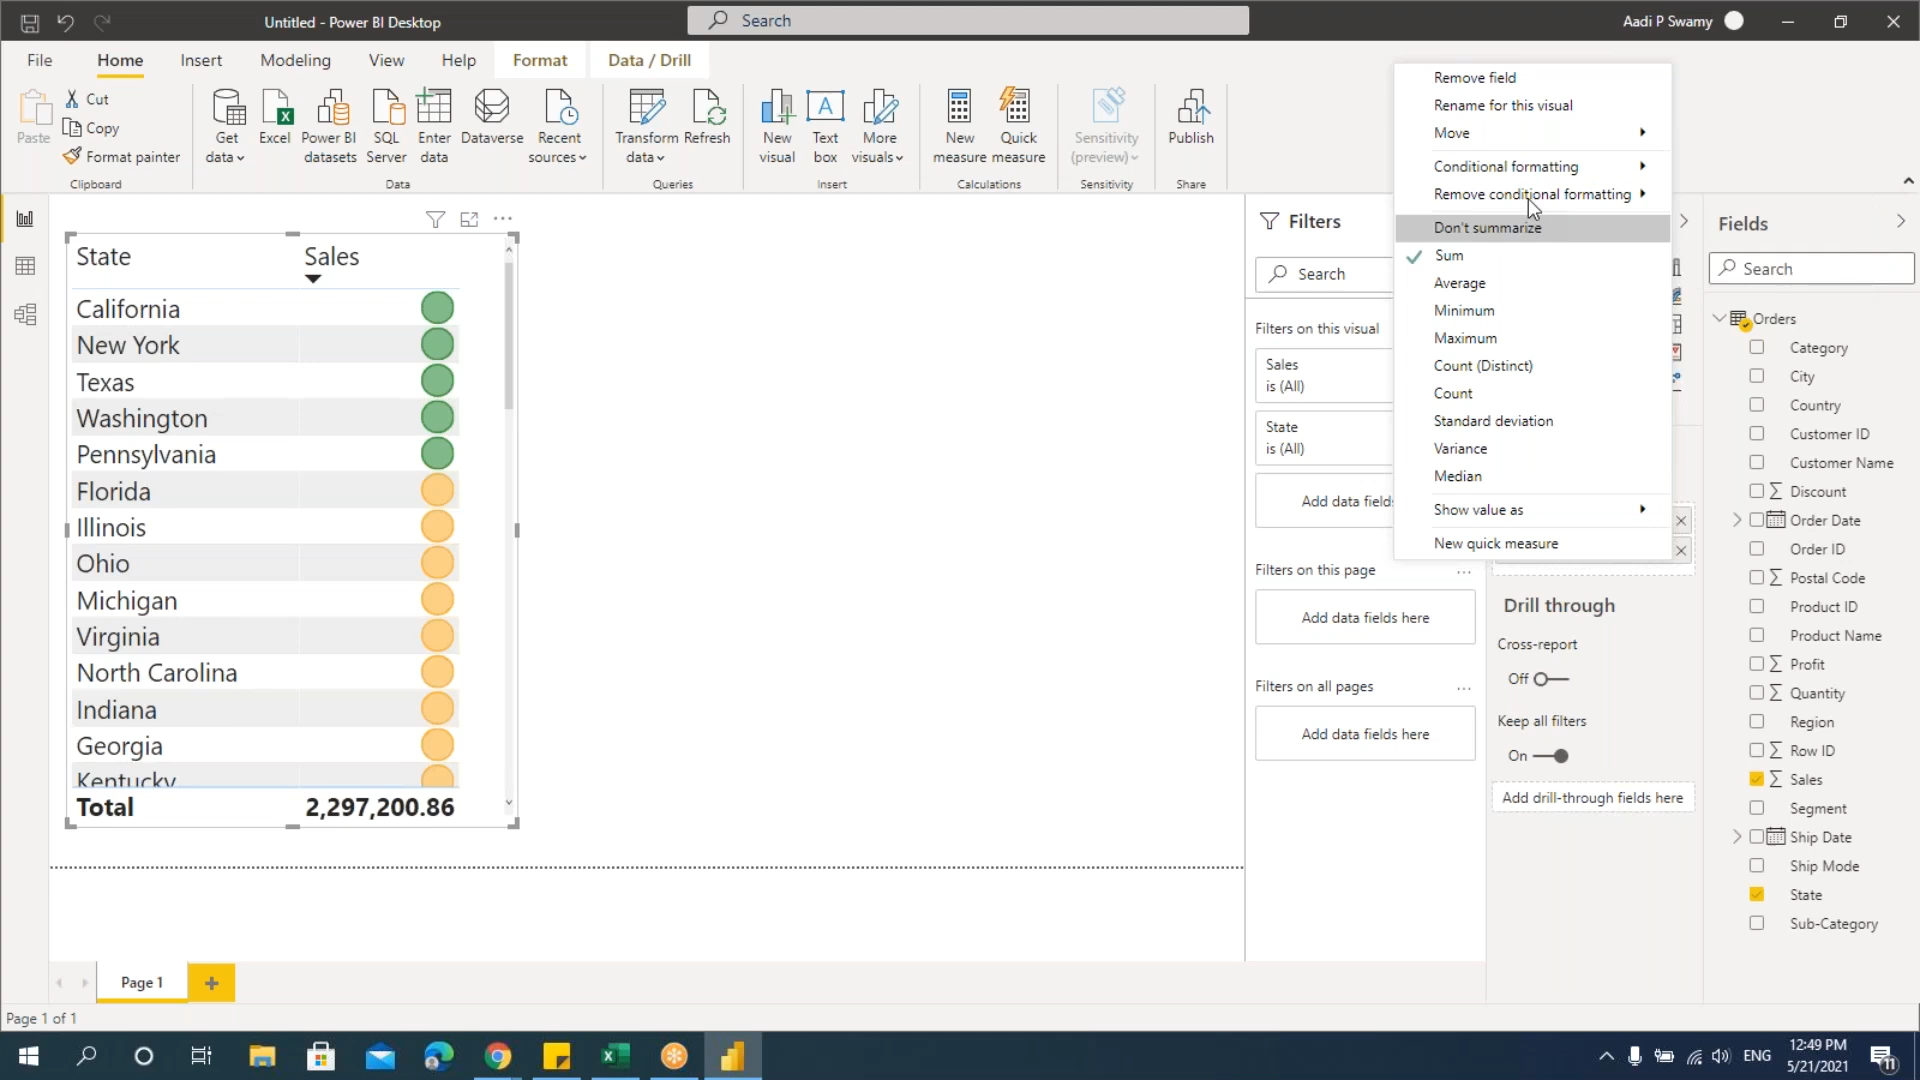 Untitled - Power BI Desktop
Search
Aadi P Swamy
File
Home
Insert
Modeling
View
Help
Format
Data / Drill
Paste
Cut
Copy
Format painter
Clipboard
Get data
Excel
Power BI datasets
SQL Server
Enter data
Dataverse
Recent sources
Data
Transform data
Refresh
Queries
New visual
Text box
More visuals
Insert
New measure
Quick measure
Calculations
Sensitivity (preview)
Sensitivity
Publish
Share
Remove field
Rename for this visual
Move
Conditional formatting
Remove conditional formatting
Don't summarize
Sum
Average
Minimum
Maximum
Count (Distinct)
Count
Standard deviation
Variance
Median
Show value as
New quick measure
State Sales
California
New York
Texas
Washington
Pennsylvania
Florida
Illinois
Ohio
Michigan
Virginia
North Carolina
Indiana
Georgia
Kentucky
Total 2,297,200.86
Filters
Search
Filters on this visual
Sales
is (All)
State
is (All)
Add data fields
Filters on this page
Add data fields here
Filters on all pages
Add data fields here
Drill through
Cross-report
Off
Keep all filters
On
Add drill-through fields here
Fields
Search
Orders
Category
City
Country
Customer ID
Customer Name
Discount
Order Date
Order ID
Postal Code
Product ID
Product Name
Profit
Quantity
Region
Row ID
Sales
Segment
Ship Date
Ship Mode
State
Sub-Category
Page 1
Page 1 of 1
ENG
12:49 PM
5/21/2021
11